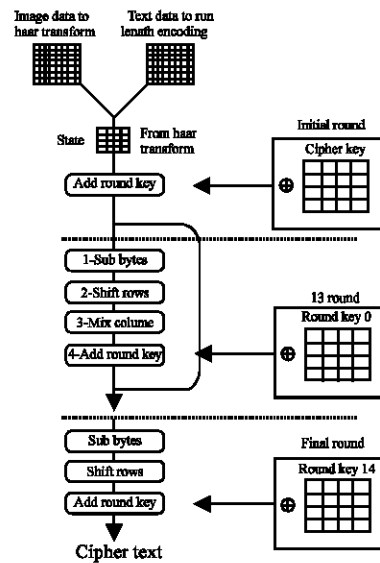 Image data to
haar transform
Text data to run
length encoding
State
From haar
transform
Initial round
Cipher key
Add round key
1-Sub bytes
2-Shift rows
3-Mix column
4-Add round key
13 round
Round key 0
Sub bytes
Shift rows
Add round key
Final round
Round key 14
Cipher text